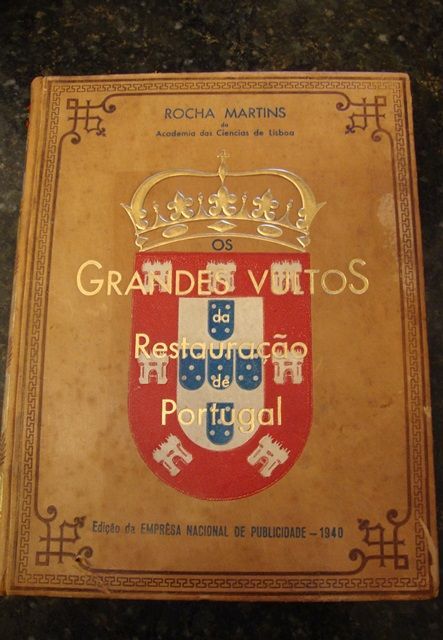 ROCHA MARTINS
da
Academia das Ciencias de Lisboa
OS
GRANDES VULTOS
da
Restauração
de
Portugal
Edição da EMPRÊSA NACIONAL DE PUBLICIDADE – 1940